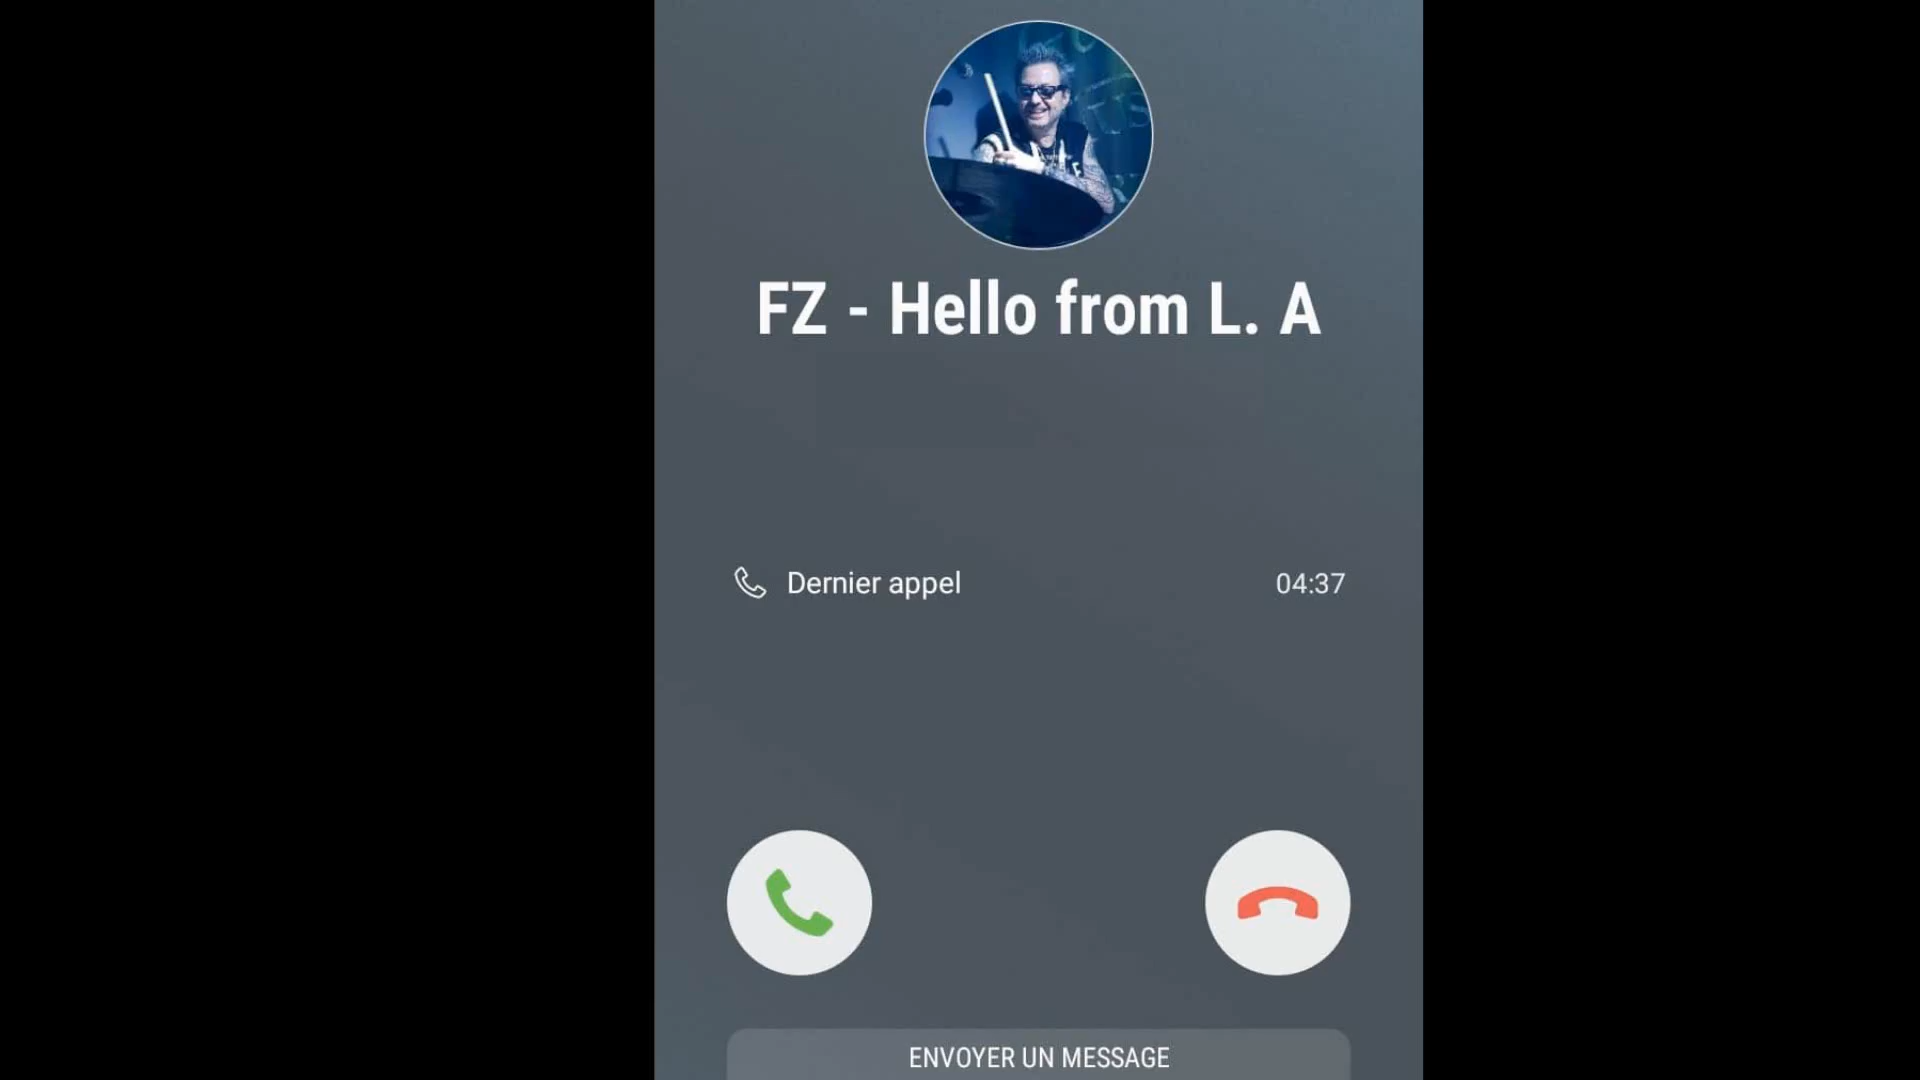 FZ - Hello from L. A
Dernier appel 04:37
ENVOYER UN MESSAGE